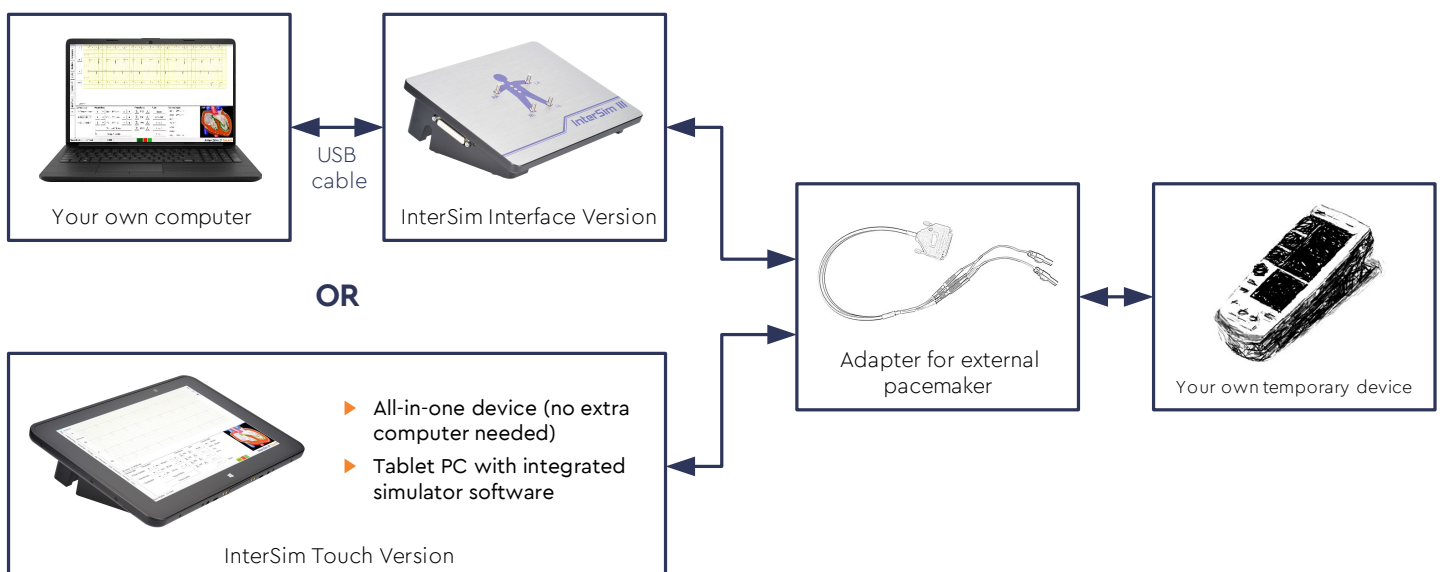 InterSim III
USB
cable
Your own computer
InterSim Interface Version
OR
Adapter for external
pacemaker
Your own temporary device
All-in-one device (no extra
computer needed)
Tablet PC with integrated
simulator software
InterSim Touch Version